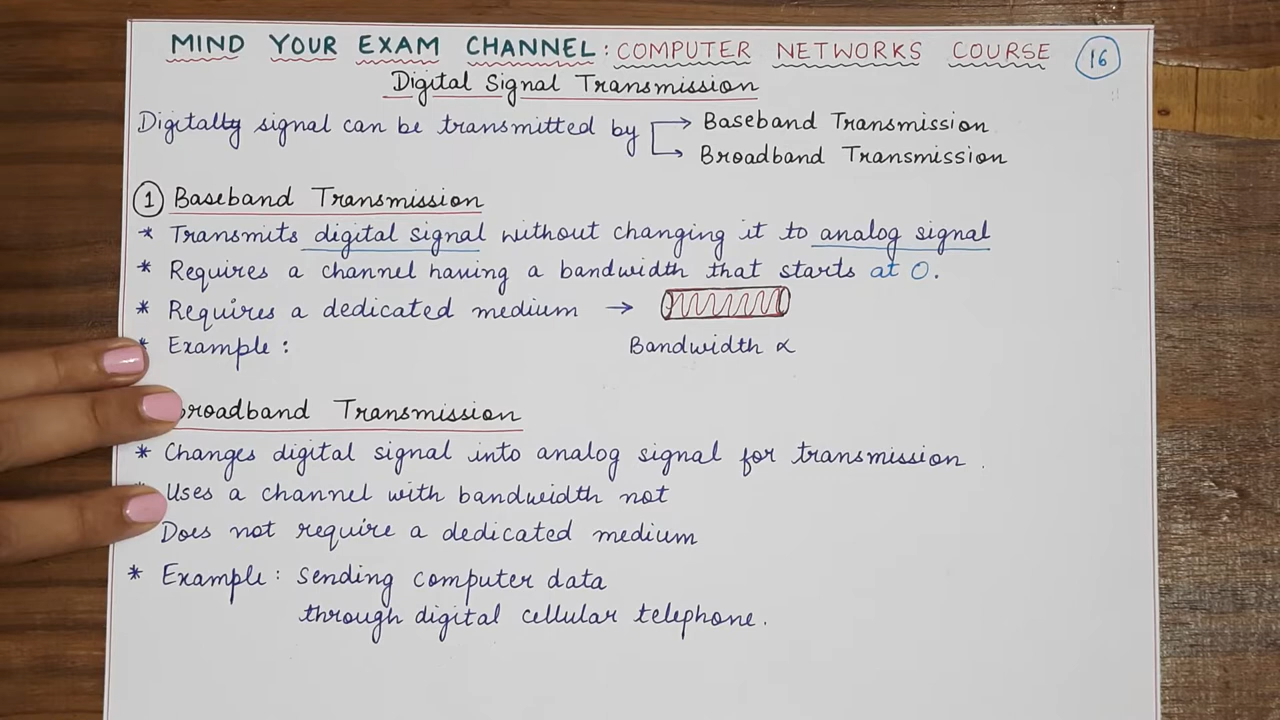 MIND YOUR EXAM CHANNEL: COMPUTER NETWORKS COURSE 16
Digital Signal Transmission
signal can be transmitted by → Baseband Transmission
→ Broadband Transmission
① Baseband Transmission
* Transmits digital signal without changing it to analog signal
* Requires a channel having a bandwidth that starts at 0.
* Requires a dedicated medium →
* Example :
Bandwidth ∝
Broadband Transmission
* Changes digital signal into analog signal for transmission.
* Uses a channel with bandwidth not
Does not require a dedicated medium
* Example : Sending computer data
through digital cellular telephone.